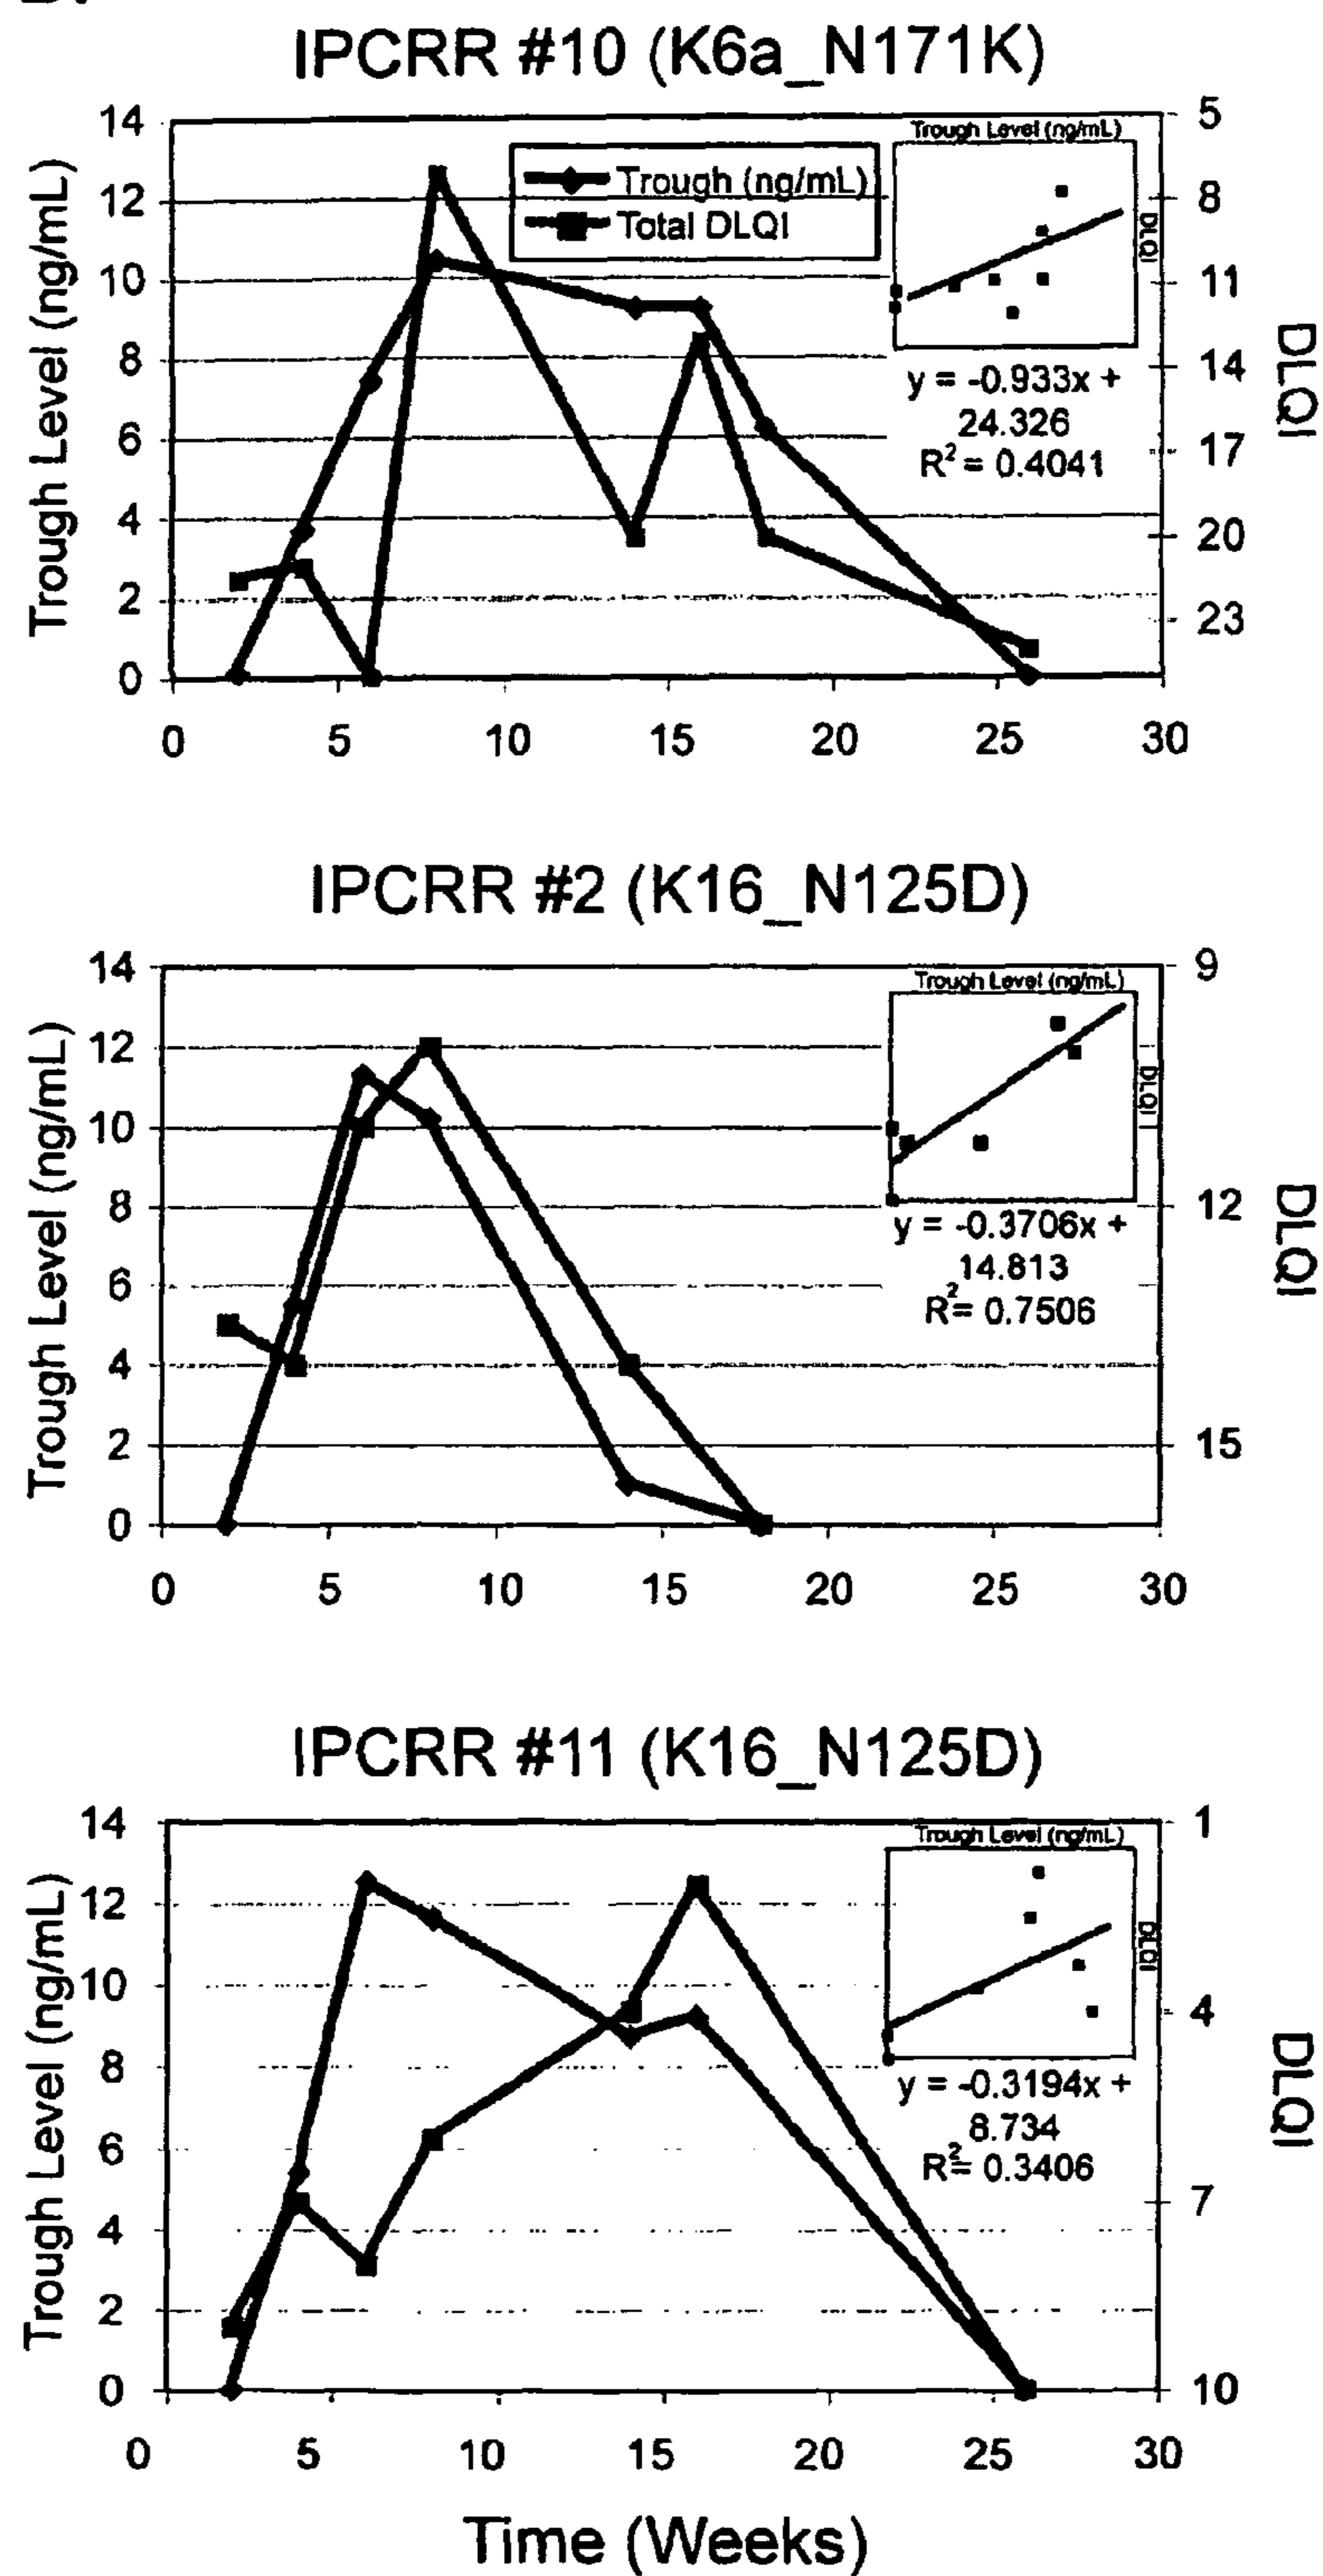 IPCRR #10 (K6a_N171K)
14
12
10
8
6
4
2
0
Trough Level (ng/mL)
Trough (ng/mL)
Total DLQI
Trough Level (ng/mL)
DLQI
y = -0.933x +
24.326
R² = 0.4041
5
8
11
14
17
20
23
DLQI
0 5 10 15 20 25 30
IPCRR #2 (K16_N125D)
14
12
10
8
6
4
2
0
Trough Level (ng/mL)
Trough Level (ng/mL)
DLQI
y = -0.3706x +
14.813
R² = 0.7506
9
12
15
DLQI
0 5 10 15 20 25 30
IPCRR #11 (K16_N125D)
14
12
10
8
6
4
2
0
Trough Level (ng/mL)
Trough Level (ng/mL)
DLQI
y = -0.3194x +
8.734
R² = 0.3406
1
4
7
10
DLQI
0 5 10 15 20 25 30
Time (Weeks)